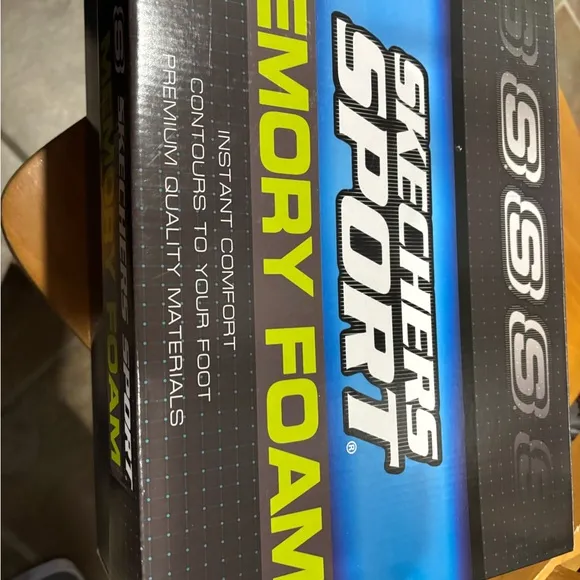 S S S S S
SKECHERS
SPORT®
EMORY FOAM
INSTANT COMFORT
CONTOURS TO YOUR FOOT
PREMIUM QUALITY MATERIALS
S SKECHERS SPORT
MEMORY FOAM